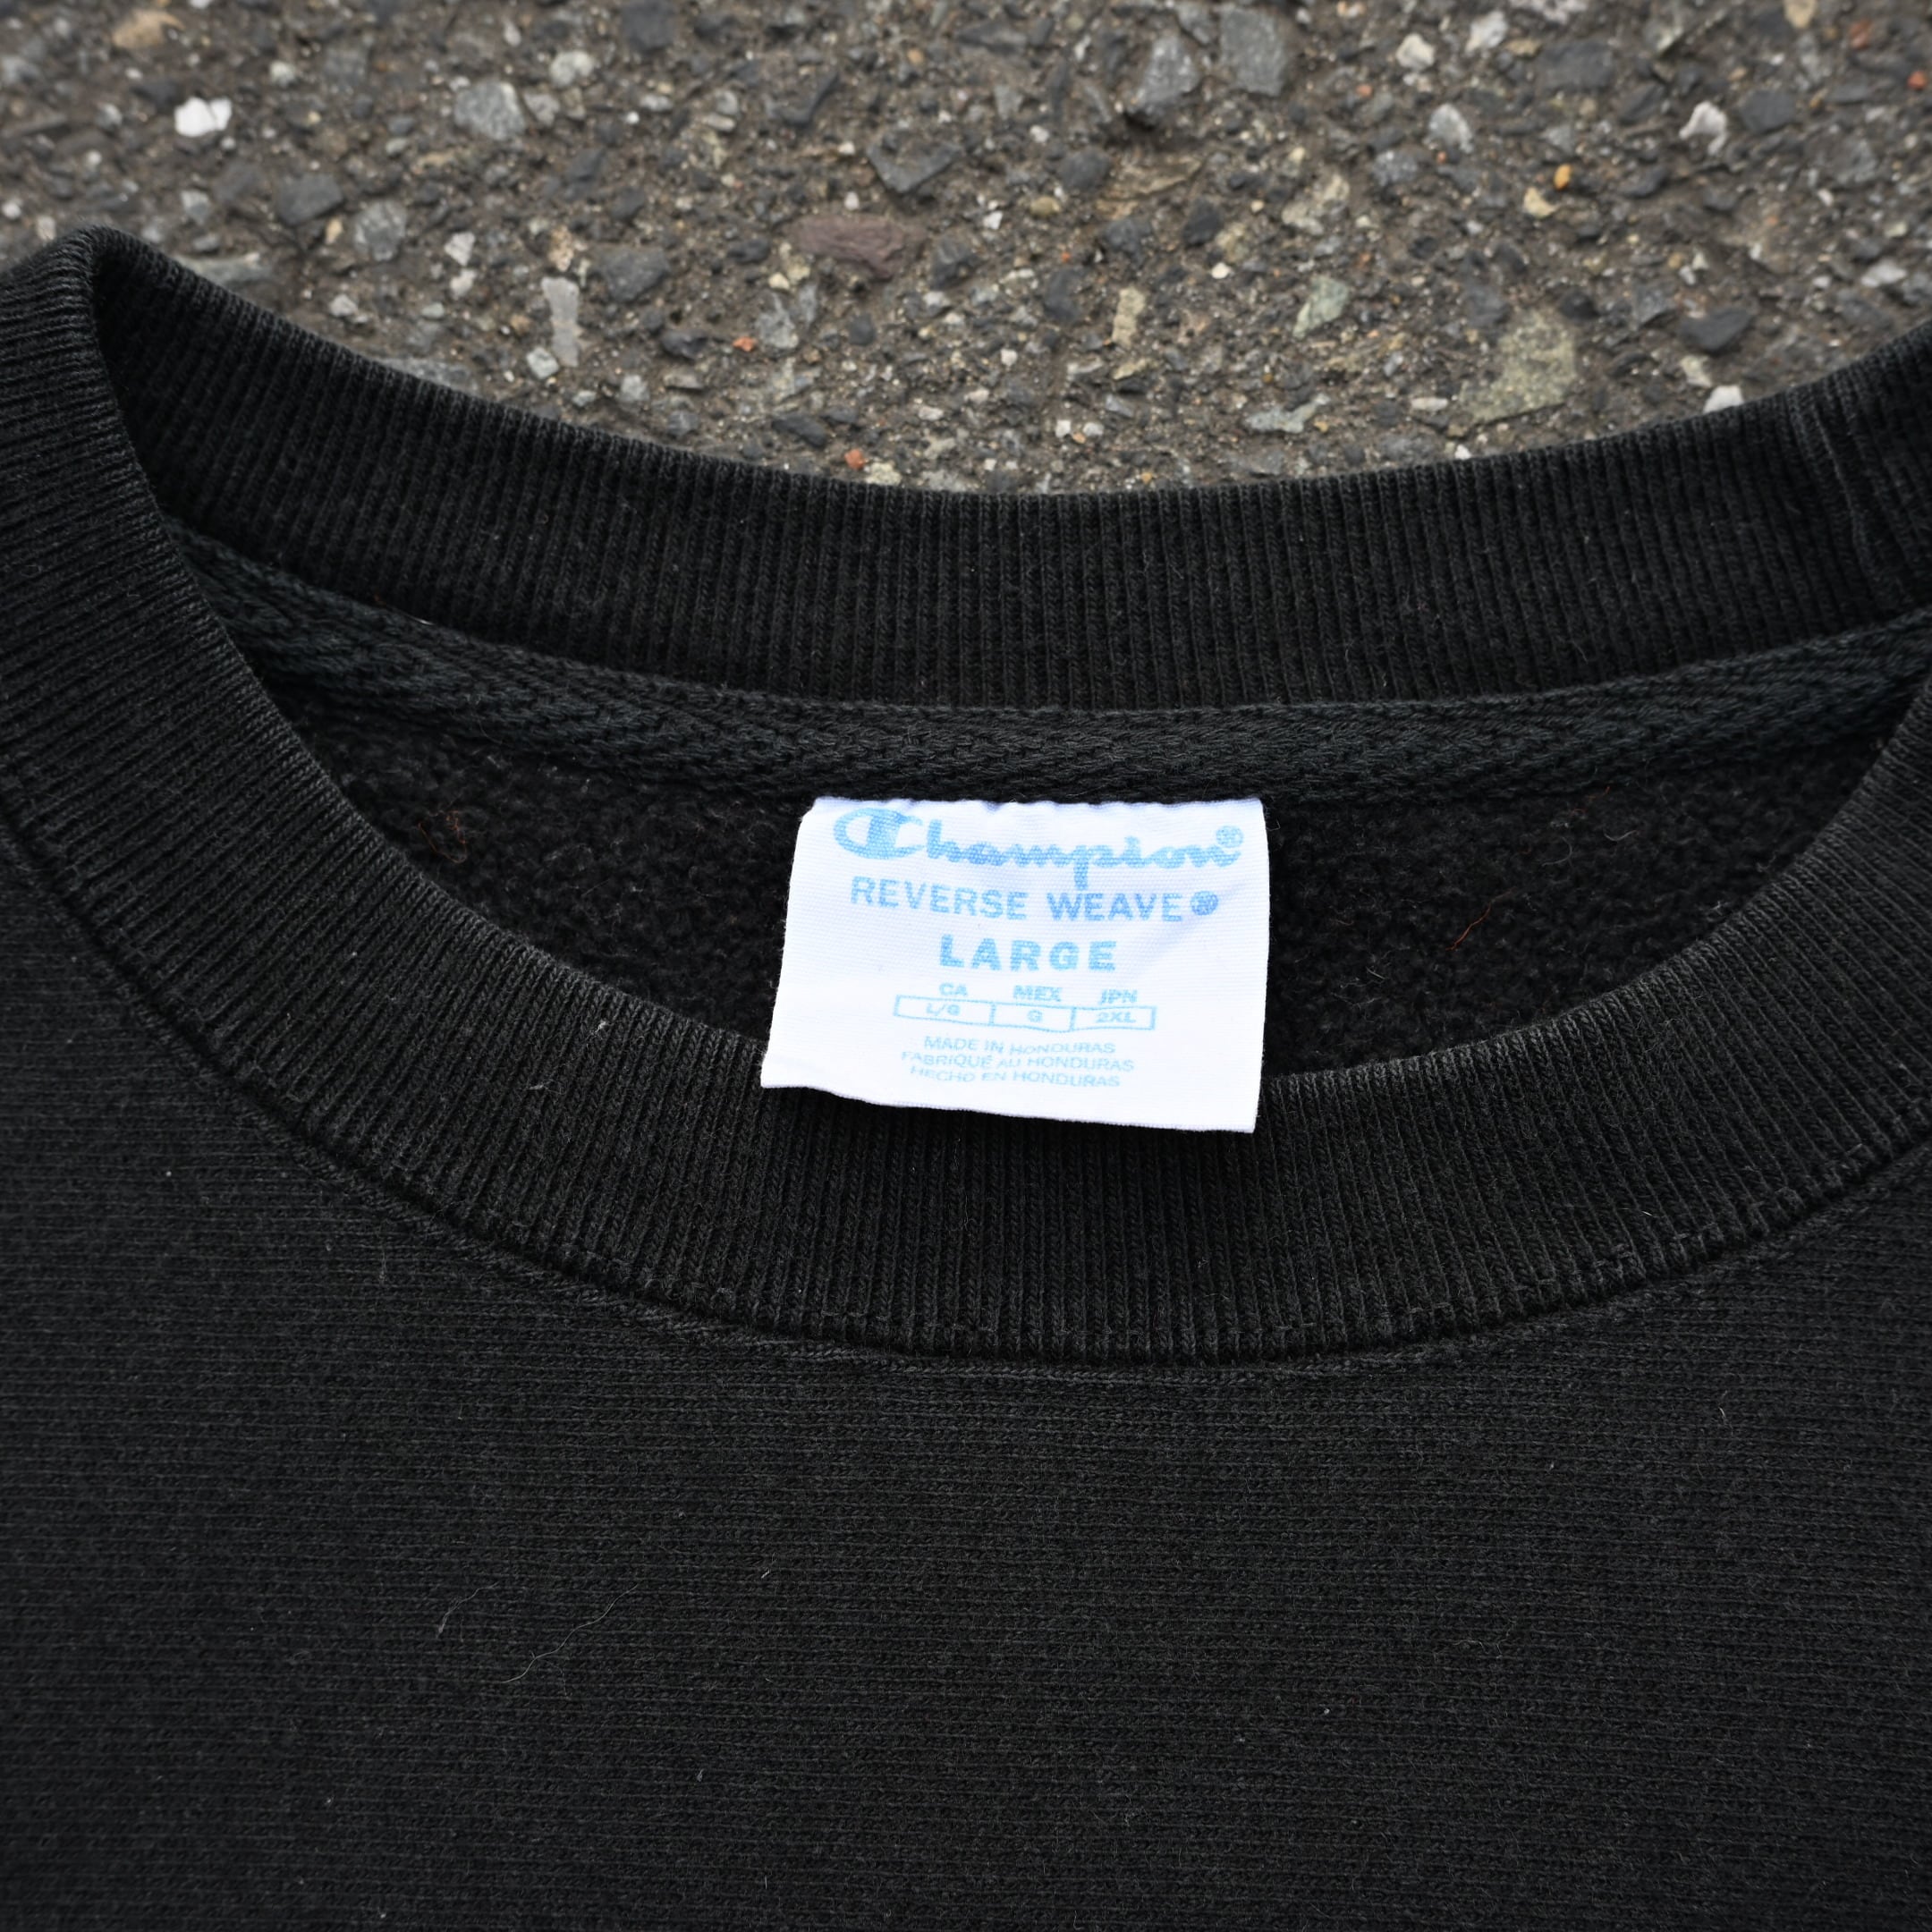 Champion®
REVERSE WEAVE®
LARGE
CA MEX JPN
L/G G 2XL
MADE IN HONDURAS
FABRIQUÉ AU HONDURAS
HECHO EN HONDURAS